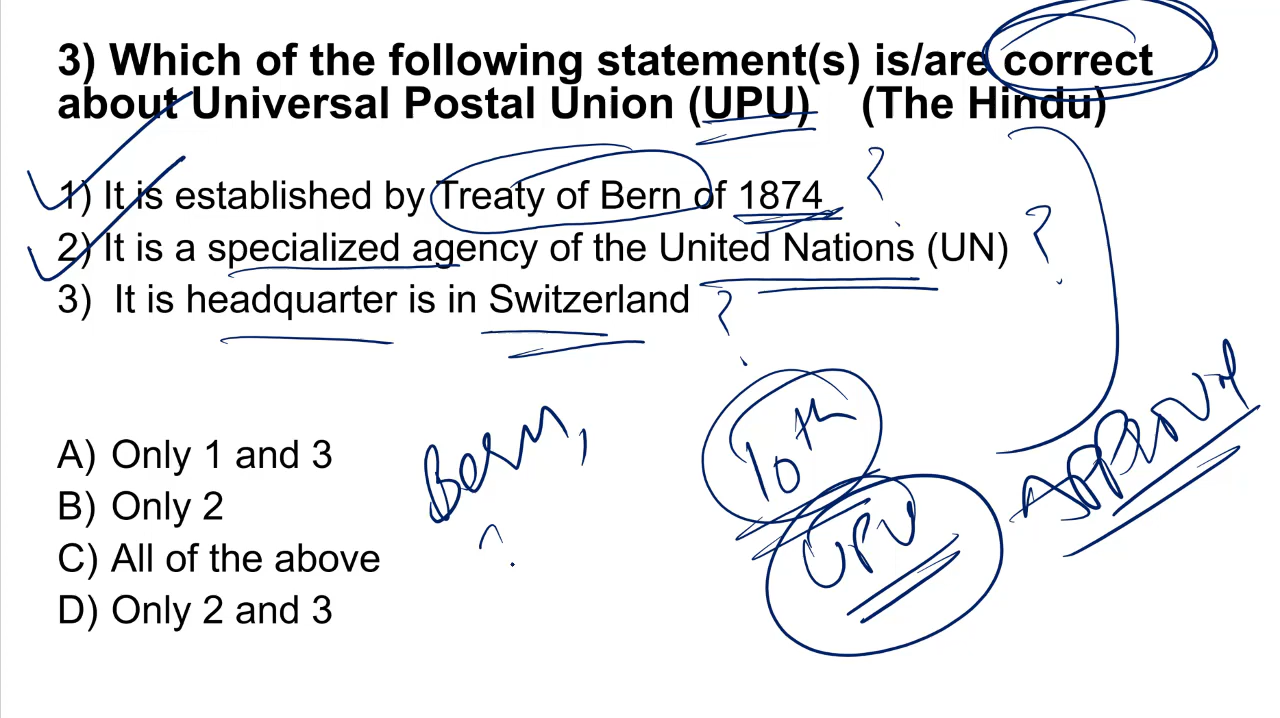 3) Which of the following statement(s) is/are correct
about Universal Postal Union (UPU) (The Hindu)
1) It is established by Treaty of Bern of 1874 ?
2) It is a specialized agency of the United Nations (UN) ?
3) It is headquarter is in Switzerland ?
A) Only 1 and 3
B) Only 2
C) All of the above
D) Only 2 and 3
Bern,
10th
UPU
Approval